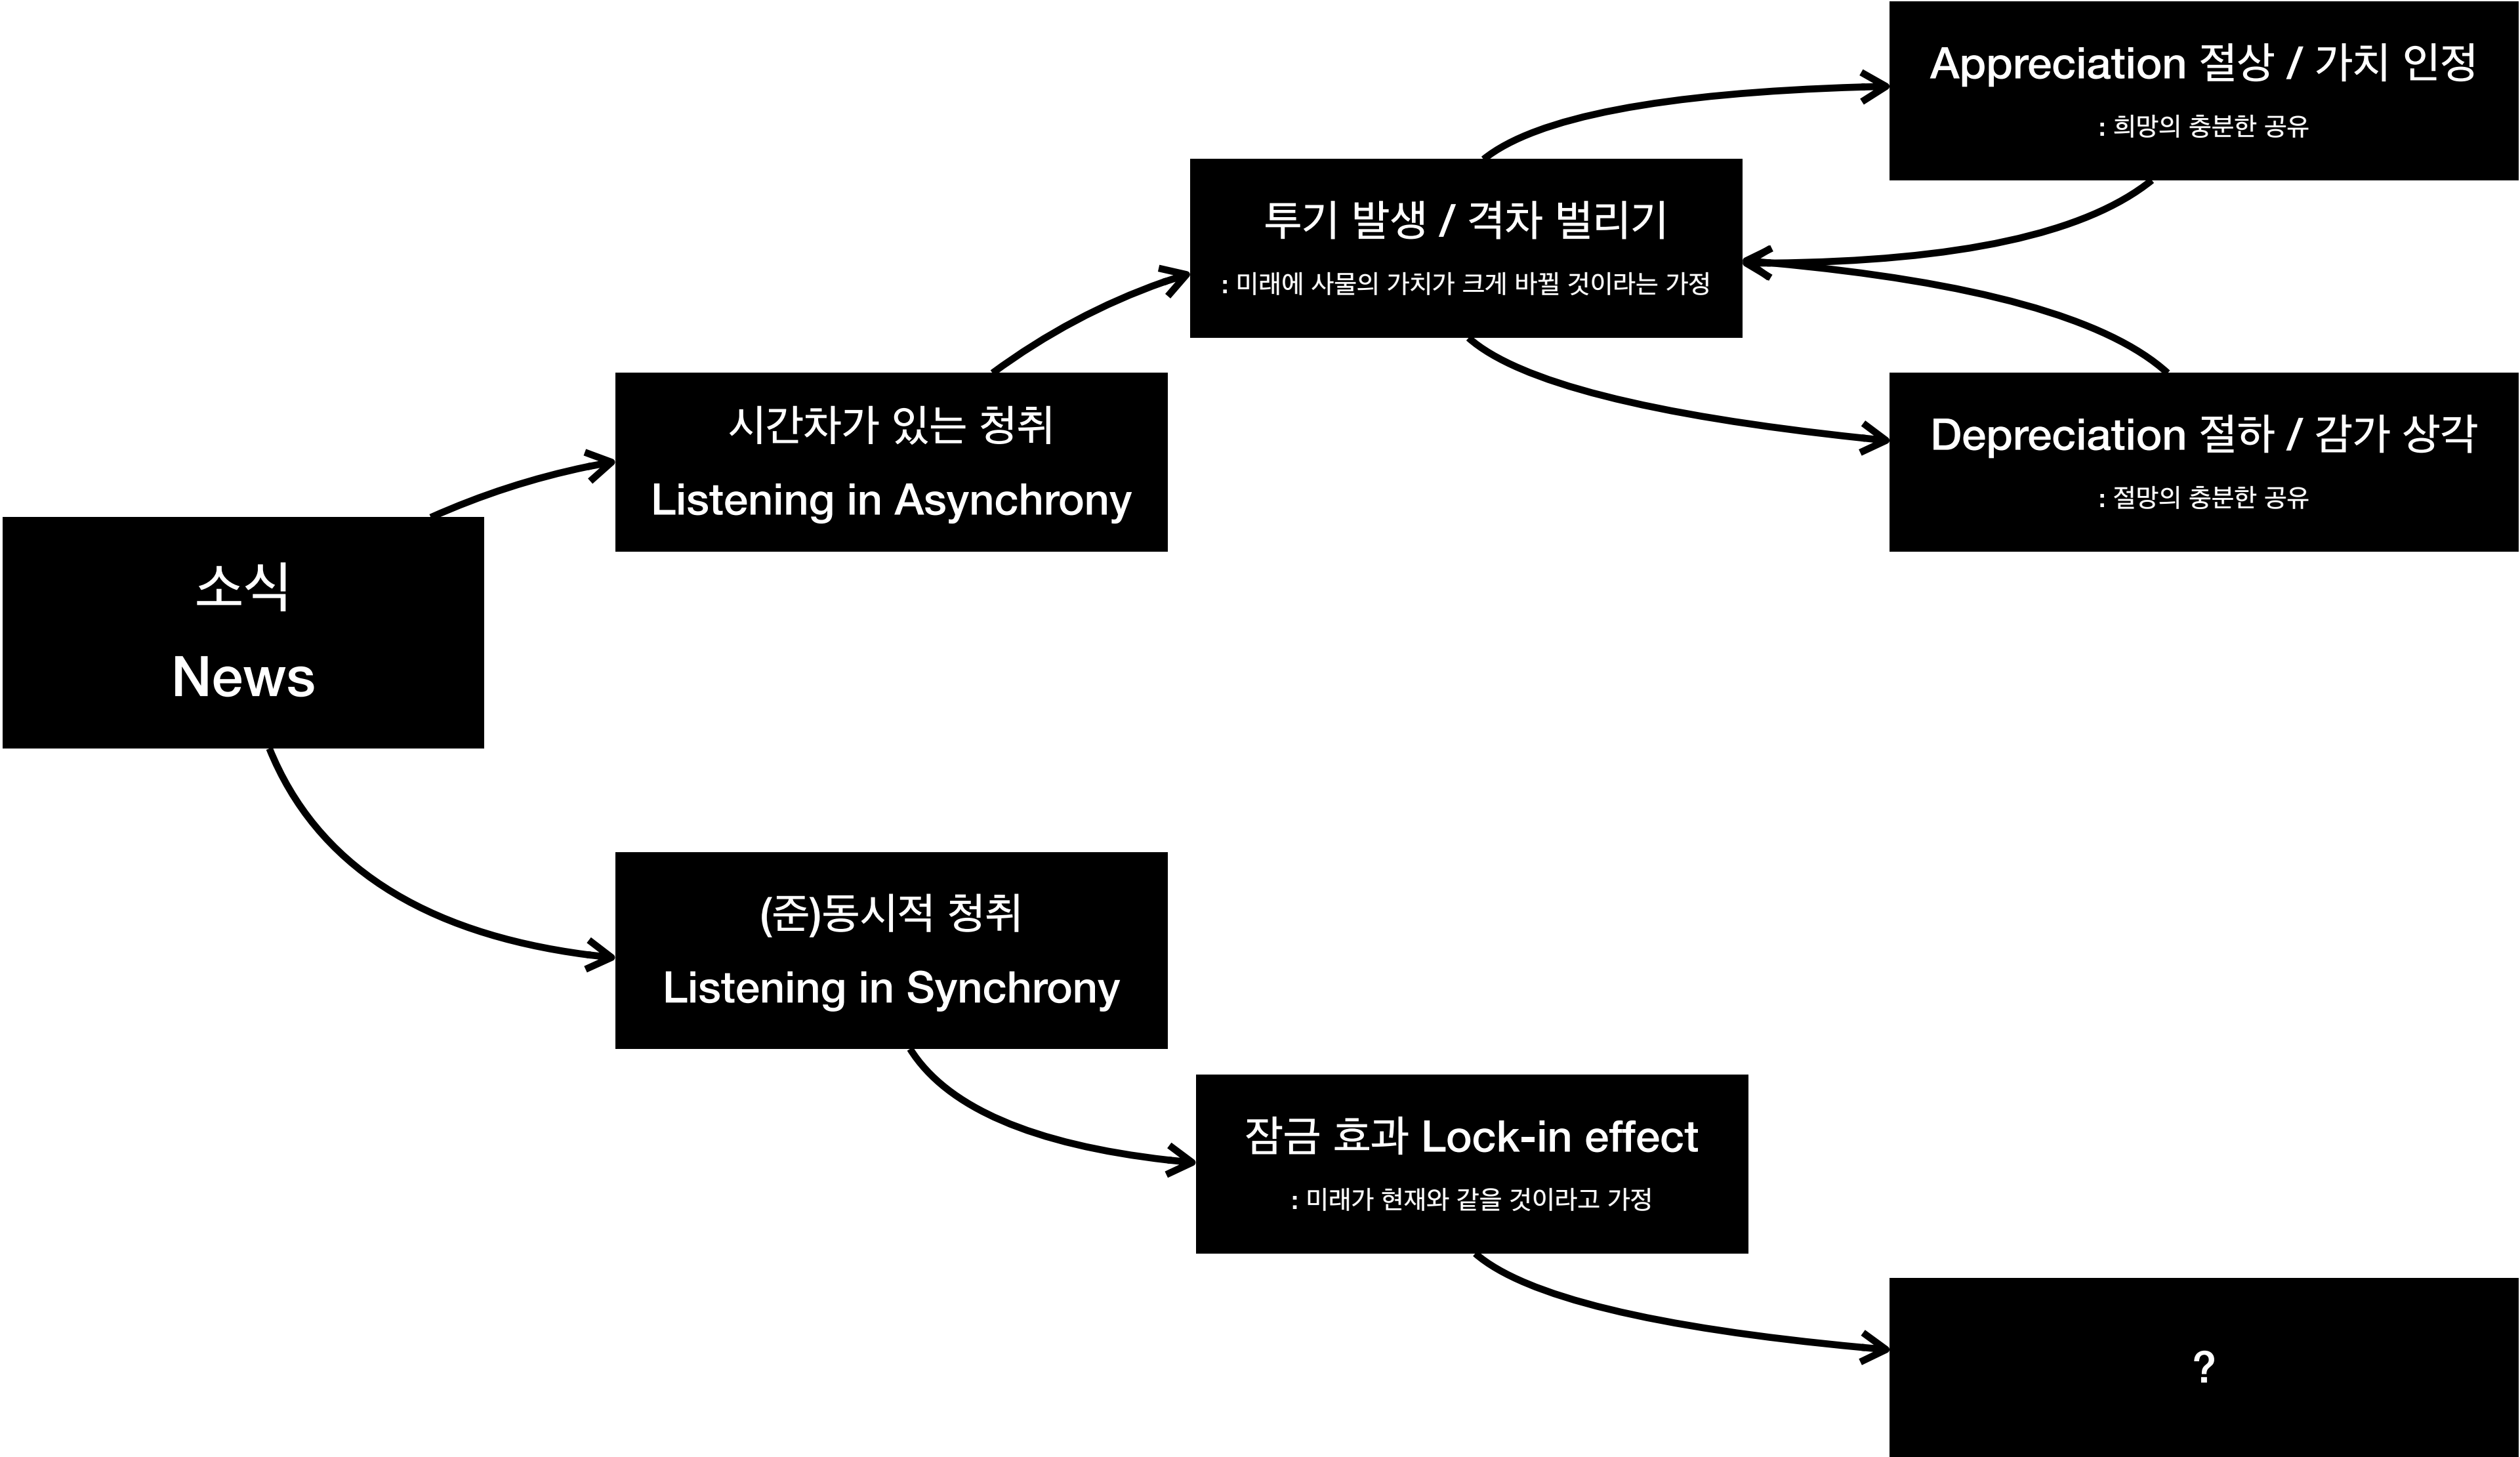 소식
News
시간차가 있는 청취
Listening in Asynchrony
투기 발생 / 격차 벌리기
: 미래에 사물의 가치가 크게 바뀔 것이라는 가정
Appreciation 절상 / 가치 인정
: 희망의 충분한 공유
Depreciation 절하 / 감가 상각
: 절망의 충분한 공유
(준)동시적 청취
Listening in Synchrony
잠금 효과 Lock-in effect
: 미래가 현재와 같을 것이라고 가정
?